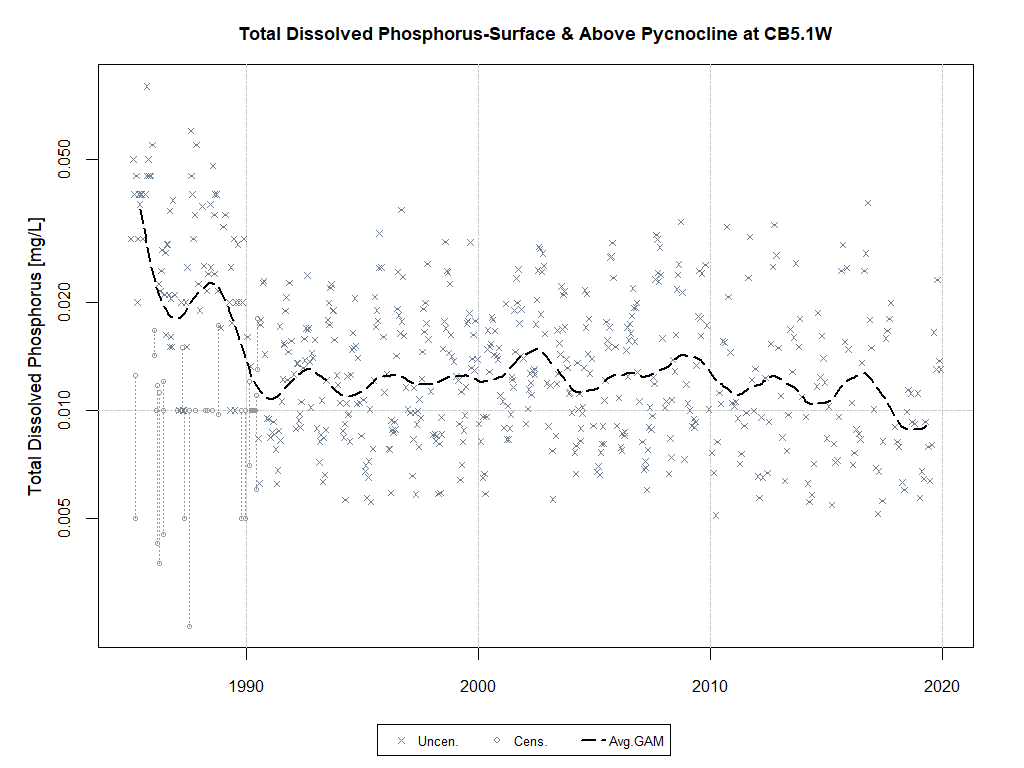 Total Dissolved Phosphorus-Surface & Above Pycnocline at CB5.1W
Total Dissolved Phosphorus [mg/L]
0.050
0.020
0.010
0.005
1990 2000 2010 2020
Uncen. Cens. Avg.GAM